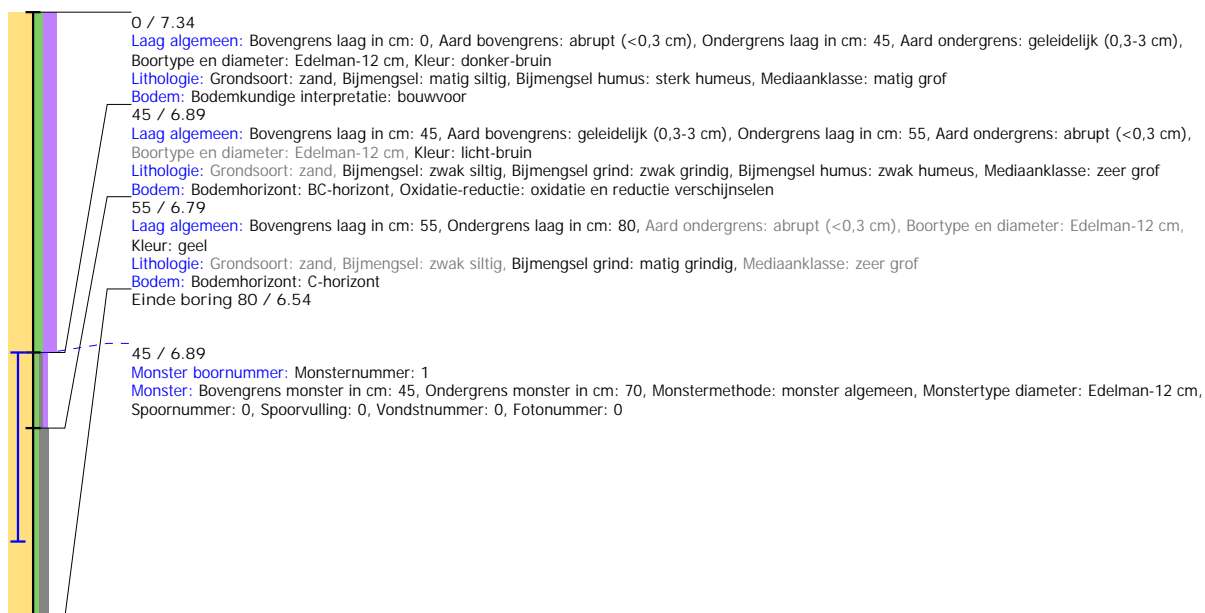 0 / 7.34
Laag algemeen: Bovengrens laag in cm: 0, Aard bovengrens: abrupt (<0,3 cm), Ondergrens laag in cm: 45, Aard ondergrens: geleidelijk (0,3-3 cm),
Boortype en diameter: Edelman-12 cm, Kleur: donker-bruin
Lithologie: Grondsoort: zand, Bijmengsel: matig siltig, Bijmengsel humus: sterk humeus, Mediaanklasse: matig grof
Bodem: Bodemkundige interpretatie: bouwvoor
45 / 6.89
Laag algemeen: Bovengrens laag in cm: 45, Aard bovengrens: geleidelijk (0,3-3 cm), Ondergrens laag in cm: 55, Aard ondergrens: abrupt (<0,3 cm),
Boortype en diameter: Edelman-12 cm, Kleur: licht-bruin
Lithologie: Grondsoort: zand, Bijmengsel: zwak siltig, Bijmengsel grind: zwak grindig, Bijmengsel humus: zwak humeus, Mediaanklasse: zeer grof
Bodem: Bodemhorizont: BC-horizont, Oxidatie-reductie: oxidatie en reductie verschijnselen
55 / 6.79
Laag algemeen: Bovengrens laag in cm: 55, Ondergrens laag in cm: 80, Aard ondergrens: abrupt (<0,3 cm), Boortype en diameter: Edelman-12 cm,
Kleur: geel
Lithologie: Grondsoort: zand, Bijmengsel: zwak siltig, Bijmengsel grind: matig grindig, Mediaanklasse: zeer grof
Bodem: Bodemhorizont: C-horizont
Einde boring 80 / 6.54
45 / 6.89
Monster boornummer: Monsternummer: 1
Monster: Bovengrens monster in cm: 45, Ondergrens monster in cm: 70, Monstermethode: monster algemeen, Monstertype diameter: Edelman-12 cm,
Spoornummer: 0, Spoorvulling: 0, Vondstnummer: 0, Fotonummer: 0